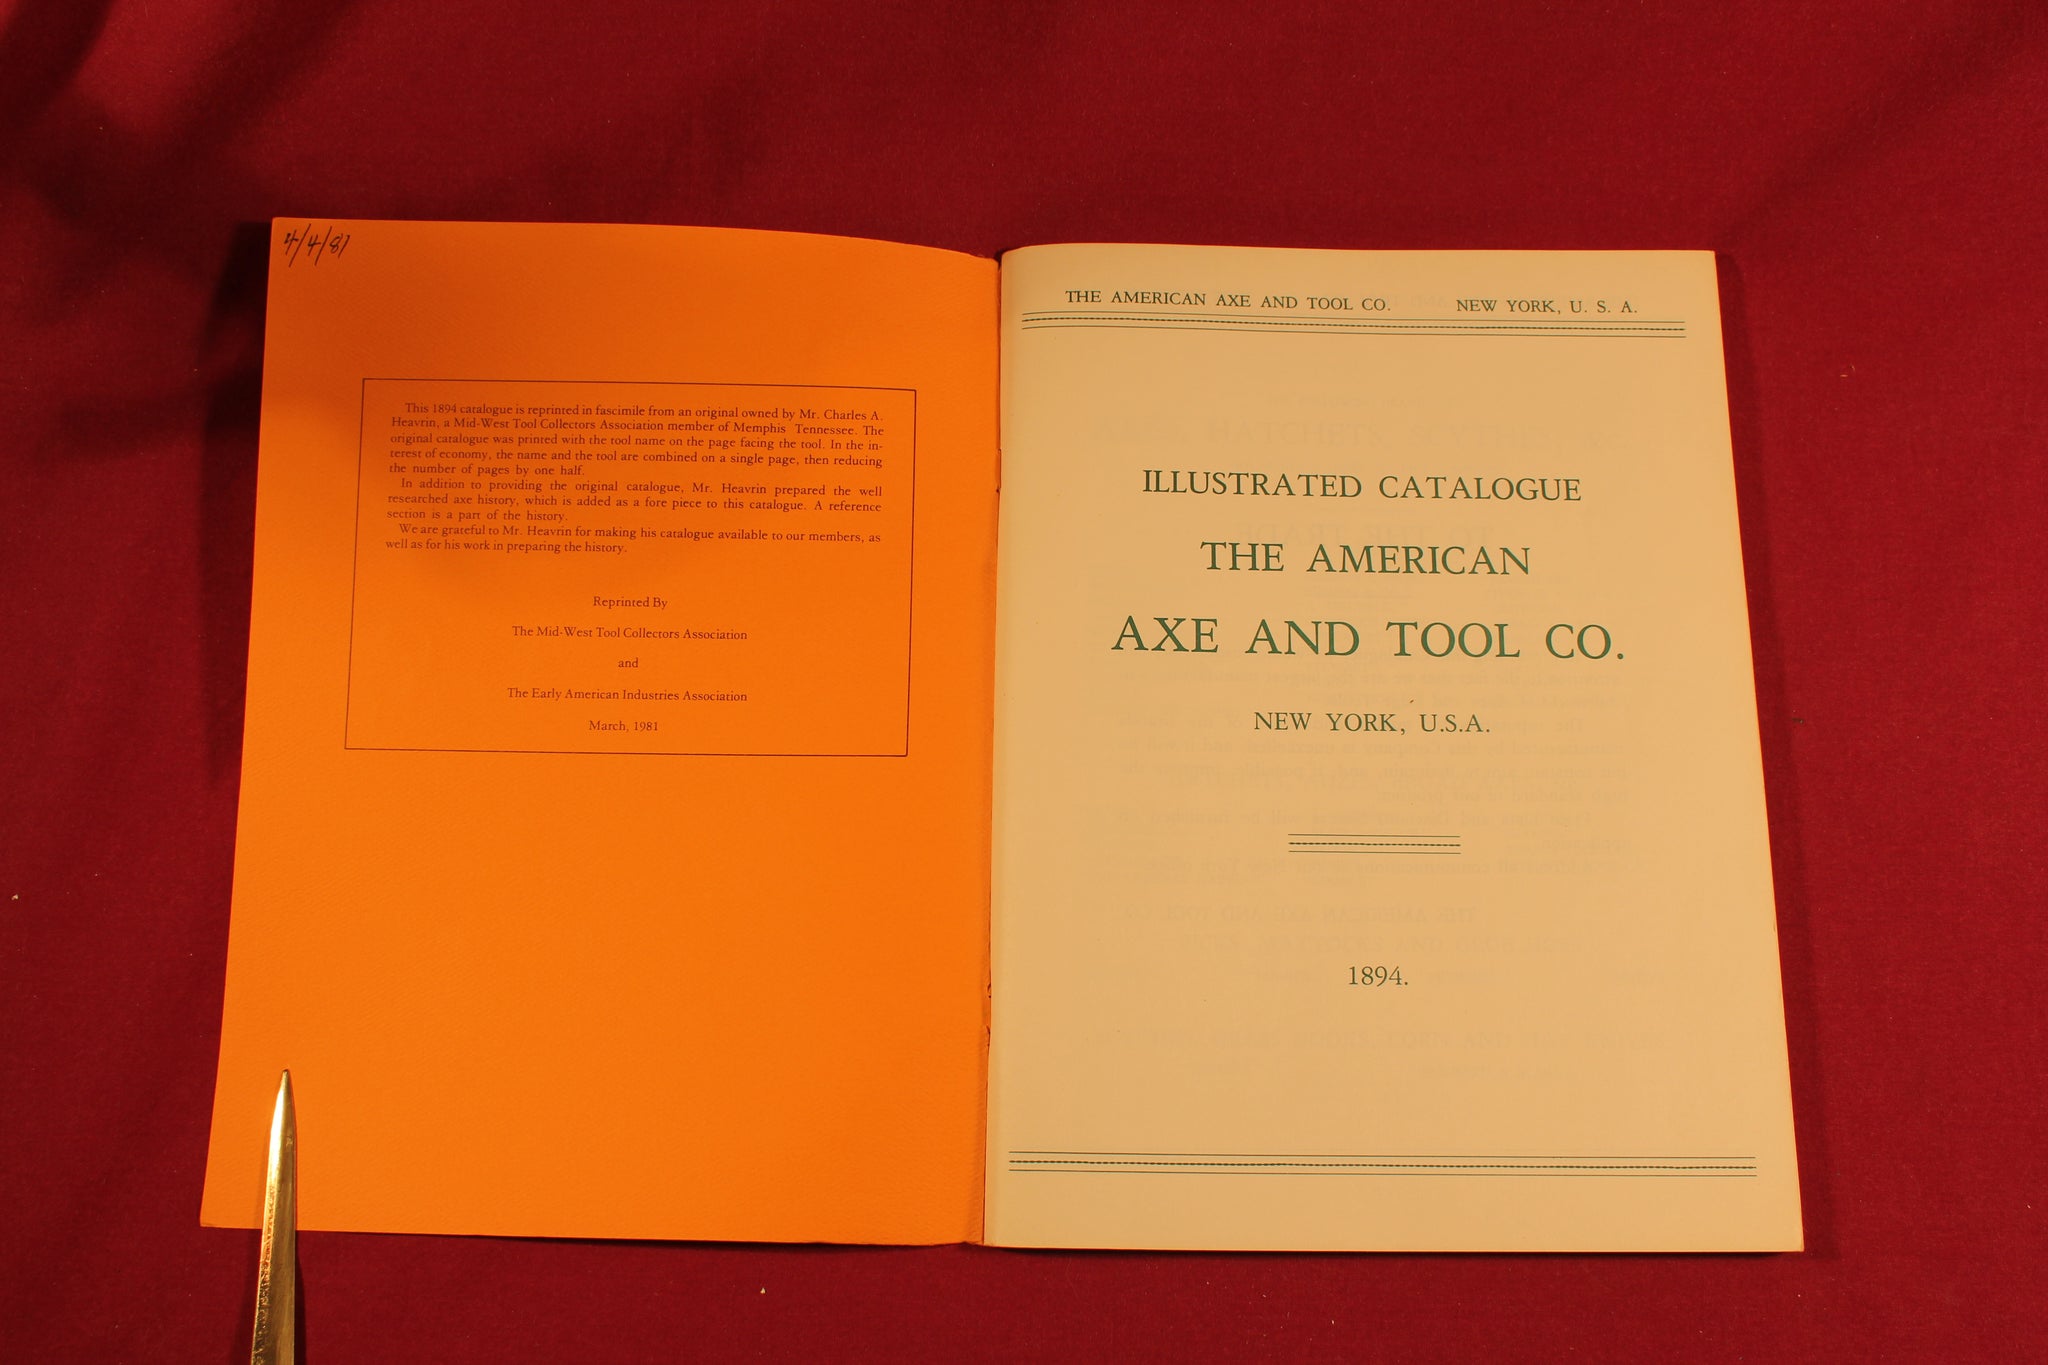 4/4/81
This 1894 catalogue is reprinted in fascimile from an original owned by Mr. Charles A.
Heavrin, a Mid-West Tool Collectors Association member of Memphis Tennessee. The
original catalogue was printed with the tool name on the page facing the tool. In the in-
terest of economy, the name and the tool are combined on a single page, then reducing
the number of pages by one half.
In addition to providing the original catalogue, Mr. Heavrin prepared the well
researched axe history, which is added as a fore piece to this catalogue. A reference
section is a part of the history.
We are grateful to Mr. Heavrin for making his catalogue available to our members, as
well as for his work in preparing the history.
Reprinted By
The Mid-West Tool Collectors Association
and
The Early American Industries Association
March, 1981
THE AMERICAN AXE AND TOOL CO. NEW YORK, U. S. A.
ILLUSTRATED CATALOGUE
THE AMERICAN
AXE AND TOOL CO.
NEW YORK, U.S.A.
1894.